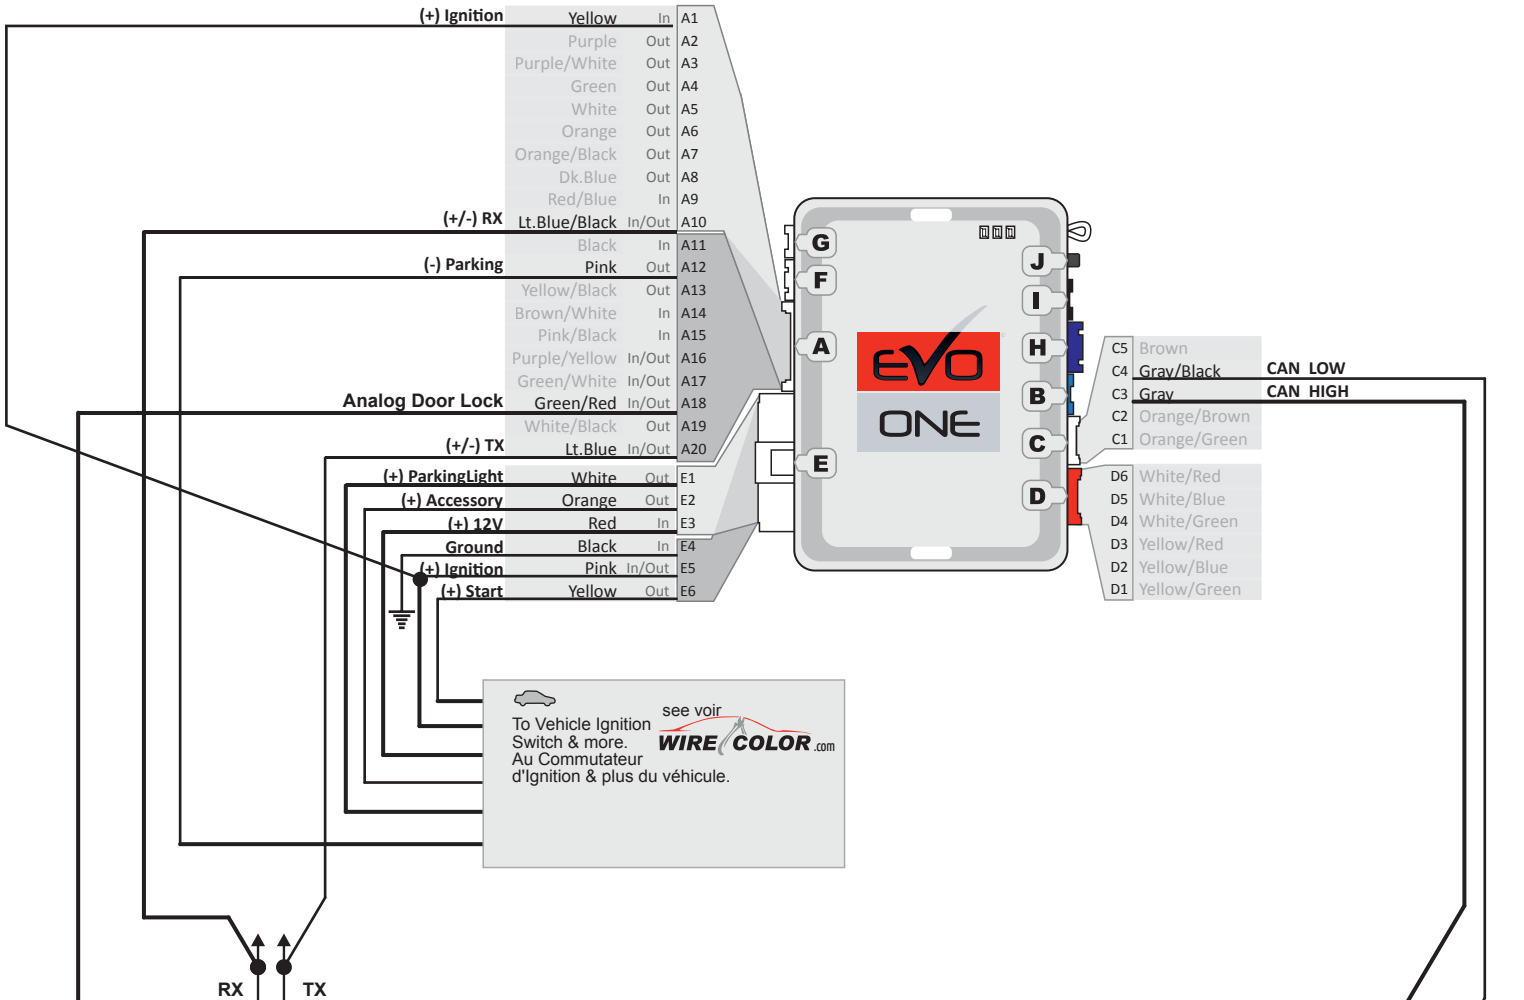 (+) Ignition Yellow In A1
Purple Out A2
Purple/White Out A3
Green Out A4
White Out A5
Orange Out A6
Orange/Black Out A7
Dk.Blue Out A8
Red/Blue In A9
(+/-) RX Lt.Blue/Black In/Out A10
Black In A11
(-) Parking Pink Out A12
Yellow/Black Out A13
Brown/White In A14
Pink/Black In A15
Purple/Yellow In/Out A16
Green/White In/Out A17
Analog Door Lock Green/Red In/Out A18
White/Black Out A19
(+/-) TX Lt.Blue In/Out A20
(+) ParkingLight White Out E1
(+) Accessory Orange Out E2
(+) 12V Red In E3
Ground Black In E4
(+) Ignition Pink In/Out E5
(+) Start Yellow Out E6
G
F
A
E
J
I
H
B
C
D
EVO
ONE
C5 Brown
C4 Gray/Black CAN LOW
C3 Gray CAN HIGH
C2 Orange/Brown
C1 Orange/Green
D6 White/Red
D5 White/Blue
D4 White/Green
D3 Yellow/Red
D2 Yellow/Blue
D1 Yellow/Green
To Vehicle Ignition
Switch & more.
Au Commutateur
d'Ignition & plus du véhicule.
see voir
WIRE COLOR .com
RX TX